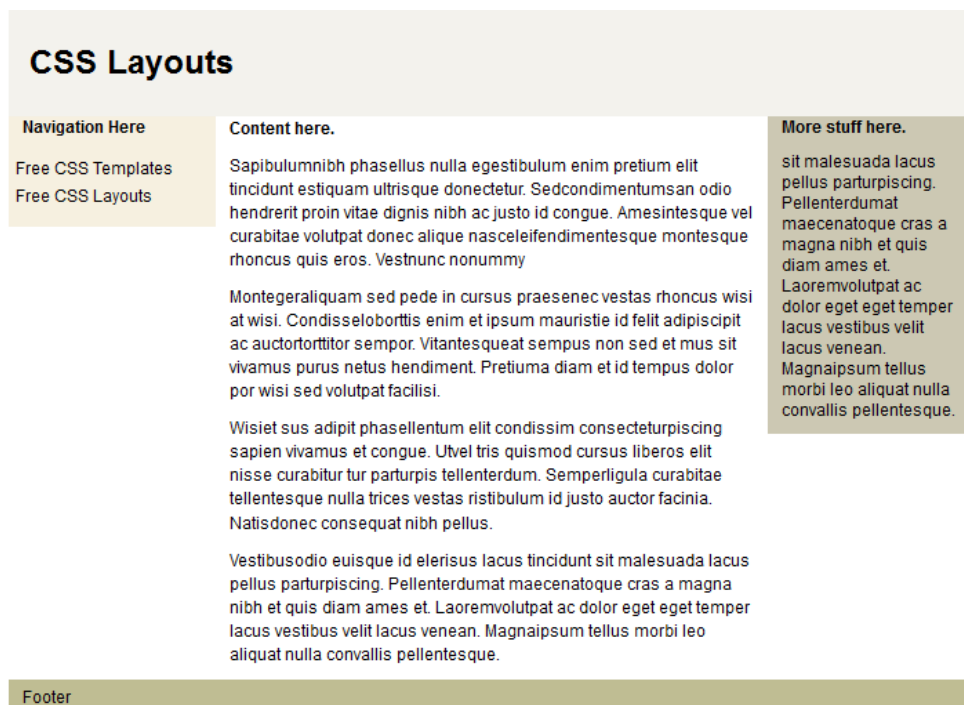 CSS Layouts
Navigation Here
Free CSS Templates
Free CSS Layouts
Content here.
Sapibulumnibh phasellus nulla egestibulum enim pretium elit
tincidunt estiquam ultrisque donectetur. Sedcondimentumsan odio
hendrerit proin vitae dignis nibh ac justo id congue. Amesintesque vel
curabitae volutpat donec alique nasceleifendimentesque montesque
rhoncus quis eros. Vestnunc nonummy
Montegeraliquam sed pede in cursus praesenec vestas rhoncus wisi
at wisi. Condisseloborttis enim et ipsum mauristie id felit adipiscipit
ac auctortorttitor sempor. Vitantesqueat sempus non sed et mus sit
vivamus purus netus hendiment. Pretiuma diam et id tempus dolor
por wisi sed volutpat facilisi.
Wisiet sus adipit phasellentum elit condissim consecteturpiscing
sapien vivamus et congue. Utvel tris quismod cursus liberos elit
nisse curabitur tur parturpis tellenterdum. Semperligula curabitae
tellentesque nulla trices vestas ristibulum id justo auctor facinia.
Natisdonec consequat nibh pellus.
Vestibusodio euisque id elerisus lacus tincidunt sit malesuada lacus
pellus parturpiscing. Pellenterdumat maecenatoque cras a magna
nibh et quis diam ames et. Laoremvolutpat ac dolor eget eget temper
lacus vestibus velit lacus venean. Magnaipsum tellus morbi leo
aliquat nulla convallis pellentesque.
More stuff here.
sit malesuada lacus
pellus parturpiscing.
Pellenterdumat
maecenatoque cras a
magna nibh et quis
diam ames et.
Laoremvolutpat ac
dolor eget eget temper
lacus vestibus velit
lacus venean.
Magnaipsum tellus
morbi leo aliquat nulla
convallis pellentesque.
Footer